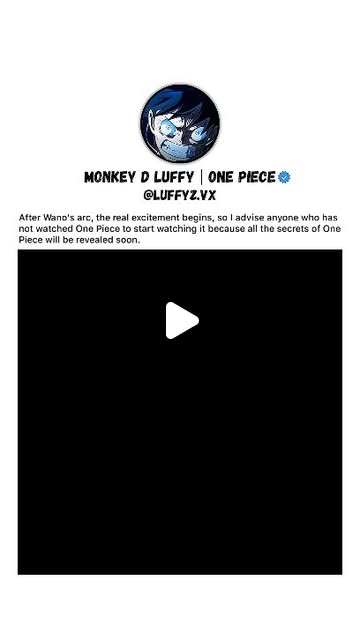 MONKEY D LUFFY | ONE PIECE
@LUFFYZ.VX
After Wano's arc, the real excitement begins, so I advise anyone who has
not watched One Piece to start watching it because all the secrets of One
Piece will be revealed soon.